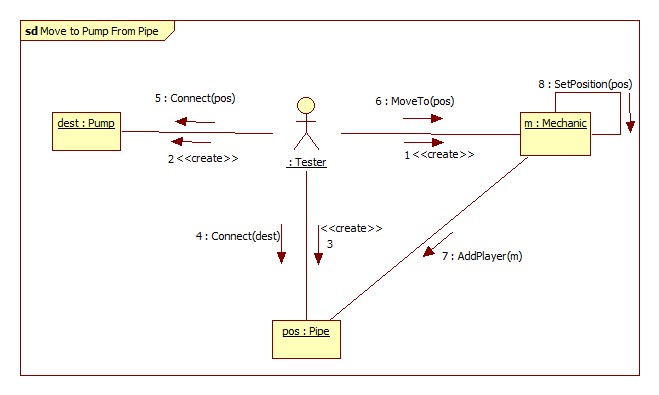 sd Move to Pump From Pipe
8 : SetPosition(pos)
5 : Connect(pos)
6 : MoveTo(pos)
dest : Pump
m : Mechanic
2 <<create>>
: Tester
1 <<create>>
4 : Connect(dest)
<<create>>
3
7 : AddPlayer(m)
pos : Pipe